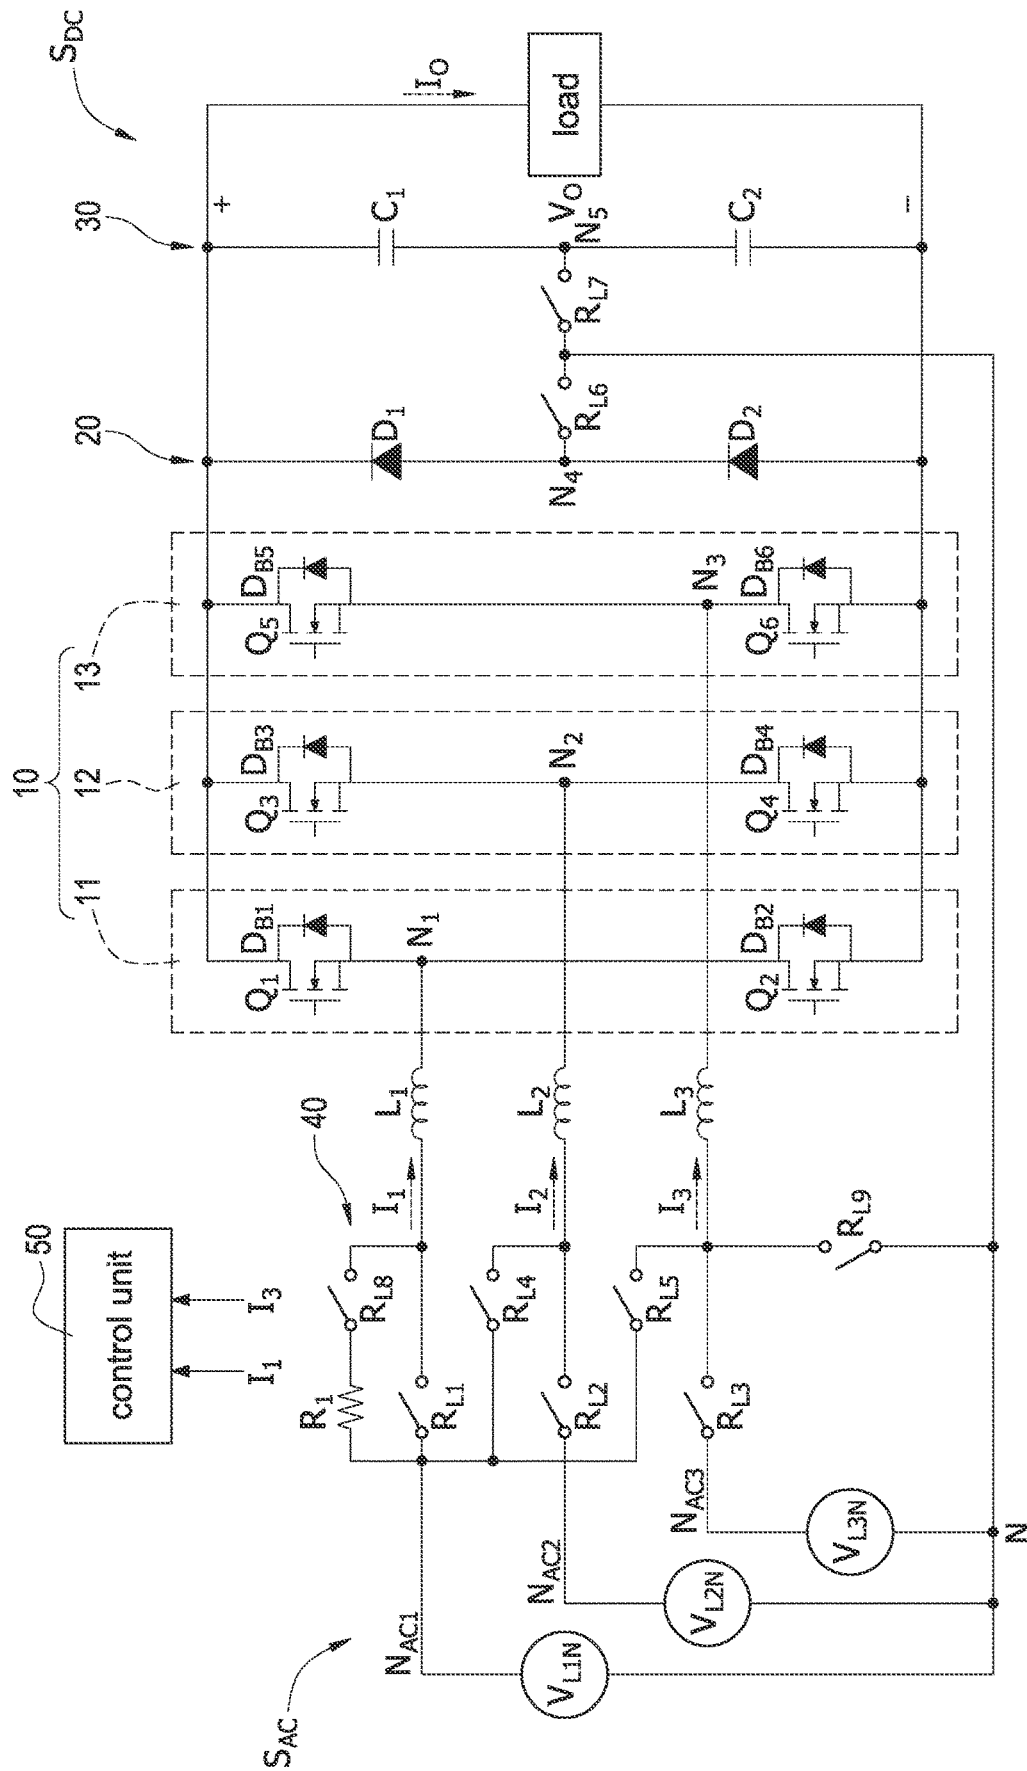 S_AC
S_DC
50
control unit
I_1
I_3
40
10
11
12
13
20
30
R_1
R_L8
R_L1
R_L4
R_L2
R_L5
R_L3
R_L9
N_AC1
N_AC2
N_AC3
V_L1N
V_L2N
V_L3N
N
I_1
I_2
I_3
L_1
L_2
L_3
Q_1
D_B1
N_1
Q_2
D_B2
Q_3
D_B3
N_2
Q_4
D_B4
Q_5
D_B5
N_3
Q_6
D_B6
D_1
N_4
D_2
R_L6
R_L7
+
C_1
V_O
N_5
C_2
−
I_O
load